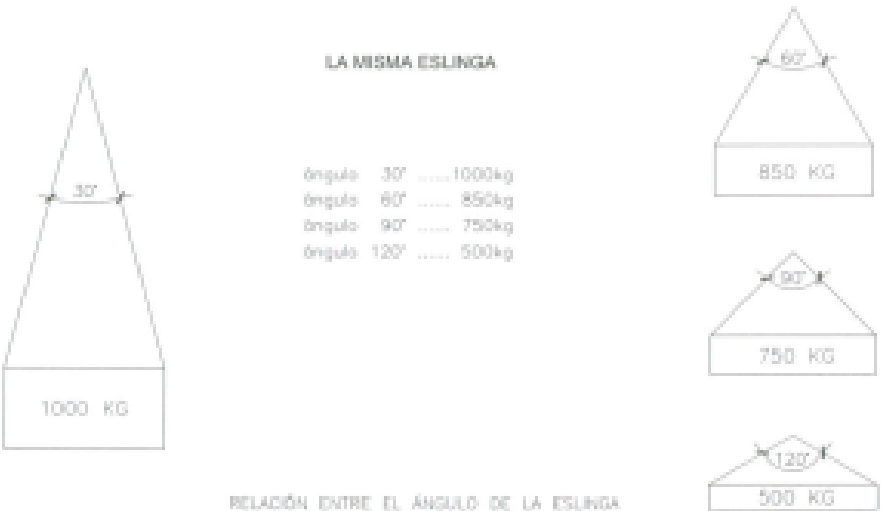 LA MISMA ESLINGA
30°
1000 KG
ángulo 30° ..... 1000kg
ángulo 60° ..... 850kg
ángulo 90° ..... 750kg
ángulo 120° ..... 500kg
60°
850 KG
90°
750 KG
120°
500 KG
RELACIÓN ENTRE EL ÁNGULO DE LA ESLINGA